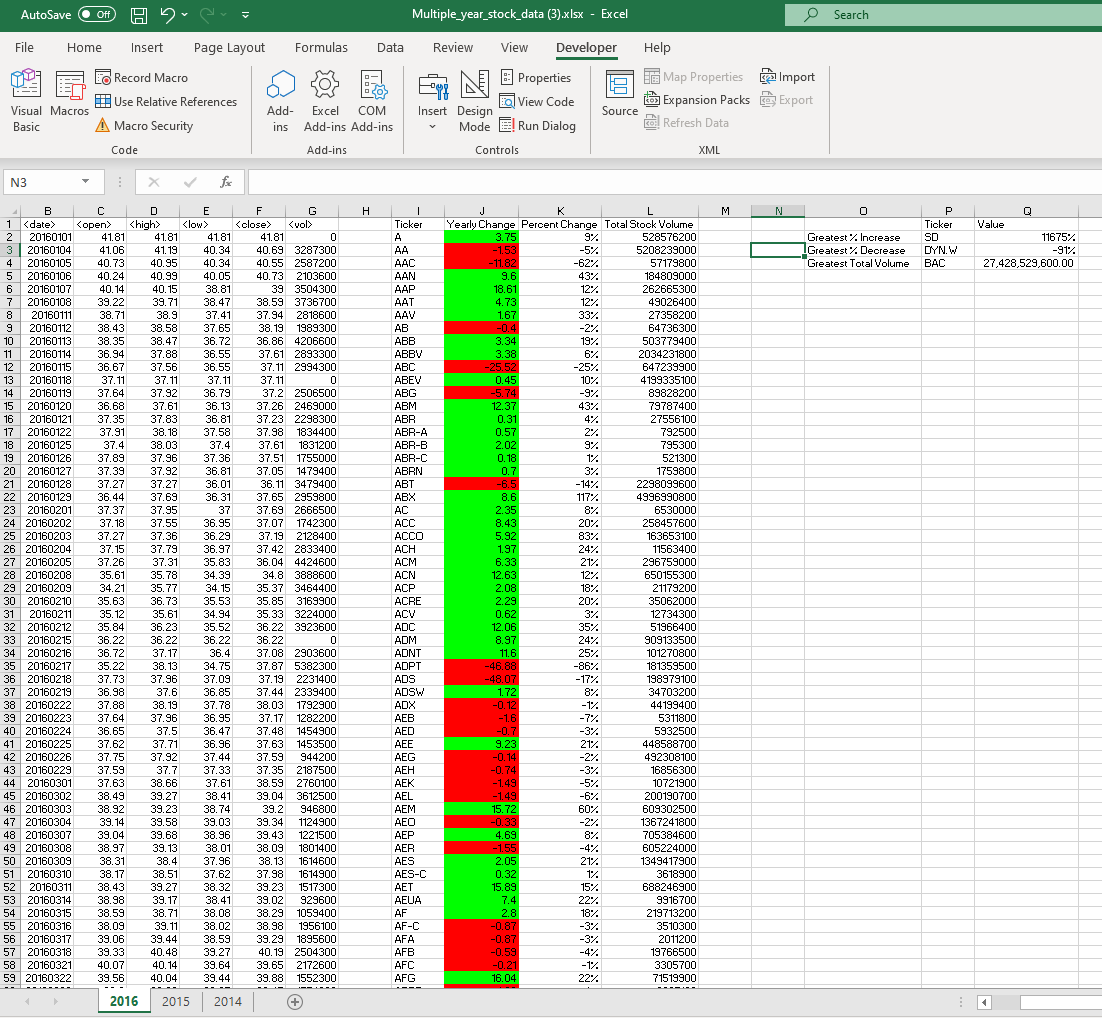 AutoSave Off
Multiple_year_stock_data (3).xlsx - Excel
Search
File Home Insert Page Layout Formulas Data Review View Developer Help
Visual Basic
Macros
Record Macro
Use Relative References
Macro Security
Code
Add-ins
Excel Add-ins
COM Add-ins
Add-ins
Insert
Design Mode
Properties
View Code
Run Dialog
Controls
Source
Map Properties
Expansion Packs
Refresh Data
Import
Export
XML
N3 fx
B C D E F G H I J K L M N O P Q
1 <date> <open> <high> <low> <close> <vol> Ticker Yearly Change Percent Change Total Stock Volume Ticker Value
2 20160101 41.81 41.81 41.81 41.81 0 A 3.75 9% 528576200 Greatest % Increase SD 11675%
3 20160104 41.06 41.19 40.34 40.69 3287300 AA -1.53 -5% 5208239000 Greatest % Decrease DYN.W -91%
4 20160105 40.73 40.95 40.34 40.55 2587200 AAC -11.82 -62% 57179800 Greatest Total Volume BAC 27,428,529,600.00
5 20160106 40.24 40.99 40.05 40.73 2103600 AAN 9.6 43% 184809000
6 20160107 40.14 40.15 38.81 39 3504300 AAP 18.61 12% 262665300
7 20160108 39.22 39.71 38.47 38.59 3736700 AAT 4.73 12% 49026400
8 20160111 38.71 38.9 37.41 37.94 2818600 AAV 1.67 33% 27358200
9 20160112 38.43 38.58 37.65 38.19 1989300 AB -0.4 -2% 64736300
10 20160113 38.35 38.47 36.72 36.86 4206600 ABB 3.34 19% 503779400
11 20160114 36.94 37.88 36.55 37.61 2893300 ABBV 3.38 6% 2034231800
12 20160115 36.67 37.56 36.55 37.11 2994300 ABC -25.52 -25% 647239900
13 20160118 37.11 37.11 37.11 37.11 0 ABEV 0.45 10% 4199335100
14 20160119 37.64 37.92 36.79 37.2 2506500 ABG -5.74 -9% 89828200
15 20160120 36.68 37.61 36.13 37.26 2469000 ABM 12.37 43% 79787400
16 20160121 37.35 37.83 36.81 37.23 2298300 ABR 0.31 4% 27556100
17 20160122 37.91 38.18 37.58 37.98 1834400 ABR-A 0.57 2% 792500
18 20160125 37.4 38.03 37.4 37.61 1831200 ABR-B 2.02 9% 795300
19 20160126 37.89 37.96 37.36 37.51 1755000 ABR-C 0.18 1% 521300
20 20160127 37.39 37.92 36.81 37.05 1479400 ABRN 0.7 3% 1759800
21 20160128 37.27 37.27 36.01 36.11 3479400 ABT -6.5 -14% 2298099600
22 20160129 36.44 37.69 36.31 37.65 2959800 ABX 8.6 117% 4996990800
23 20160201 37.37 37.95 37 37.69 2666500 AC 2.35 8% 6530000
24 20160202 37.18 37.55 36.95 37.07 1742300 ACC 8.43 20% 258457600
25 20160203 37.27 37.36 36.29 37.19 2128400 ACCO 5.92 83% 163653100
26 20160204 37.15 37.79 36.97 37.42 2833400 ACH 1.97 24% 11563400
27 20160205 37.26 37.31 35.83 36.04 4424600 ACM 6.33 21% 296759000
28 20160208 35.61 35.78 34.39 34.8 3888600 ACN 12.63 12% 650155300
29 20160209 34.21 35.77 34.15 35.37 3464400 ACP 2.08 18% 21179200
30 20160210 35.63 36.73 35.53 35.85 3169900 ACRE 2.29 20% 35062000
31 20160211 35.12 35.61 34.94 35.33 3224000 ACV 0.62 3% 12734300
32 20160212 35.84 36.23 35.52 36.22 3923600 ADC 12.06 35% 51966400
33 20160215 36.22 36.22 36.22 36.22 0 ADM 8.97 24% 909133500
34 20160216 36.72 37.17 36.4 37.08 2903600 ADNT 11.6 25% 101270800
35 20160217 35.22 38.13 34.75 37.87 5382300 ADPT -46.88 -86% 181359500
36 20160218 37.73 37.96 37.09 37.19 2231400 ADS -48.07 -17% 198979100
37 20160219 36.98 37.6 36.85 37.44 2339400 ADSW 1.72 8% 34703200
38 20160222 37.88 38.19 37.78 38.03 1792900 ADX -0.12 -1% 44199400
39 20160223 37.64 37.96 36.95 37.17 1282200 AEB -1.6 -7% 5311800
40 20160224 36.65 37.5 36.47 37.48 1454900 AED -0.7 -3% 5932500
41 20160225 37.62 37.71 36.96 37.63 1453500 AEE 9.23 21% 448588700
42 20160226 37.75 37.92 37.44 37.59 944200 AEG -0.14 -2% 492308100
43 20160229 37.59 37.7 37.33 37.35 2187500 AEH -0.74 -3% 16856300
44 20160301 37.63 38.66 37.61 38.59 2760100 AEK -1.49 -5% 10721900
45 20160302 38.49 39.27 38.41 39.04 3612500 AEL -1.49 -6% 200190700
46 20160303 38.92 39.23 38.74 39.2 946800 AEM 15.72 60% 609302500
47 20160304 39.14 39.58 39.03 39.34 1124900 AEO -0.33 -2% 1367241800
48 20160307 39.04 39.68 38.96 39.43 1221500 AEP 4.69 8% 705384600
49 20160308 38.97 39.13 38.01 38.09 1801400 AER -1.55 -4% 605224000
50 20160309 38.31 38.4 37.96 38.13 1614600 AES 2.05 21% 1349417900
51 20160310 38.17 38.51 37.62 37.98 1614900 AES-C 0.32 1% 3618900
52 20160311 38.43 39.27 38.32 39.23 1517300 AET 15.89 15% 688246900
53 20160314 38.98 39.17 38.41 39.02 929600 AEUA 7.4 22% 9916700
54 20160315 38.59 38.71 38.08 38.29 1059400 AF 2.8 18% 219713200
55 20160316 38.09 39.11 38.02 38.98 1956100 AF-C -0.87 -3% 3510300
56 20160317 39.06 39.44 38.59 39.29 1895600 AFA -0.87 -3% 2011200
57 20160318 39.33 40.48 39.27 40.19 2504300 AFB -0.53 -4% 19766500
58 20160321 40.07 40.14 39.64 39.65 2172600 AFC -0.21 -1% 3305700
59 20160322 39.56 40.04 39.44 39.88 1552300 AFG 16.04 22% 71519900
2016 2015 2014